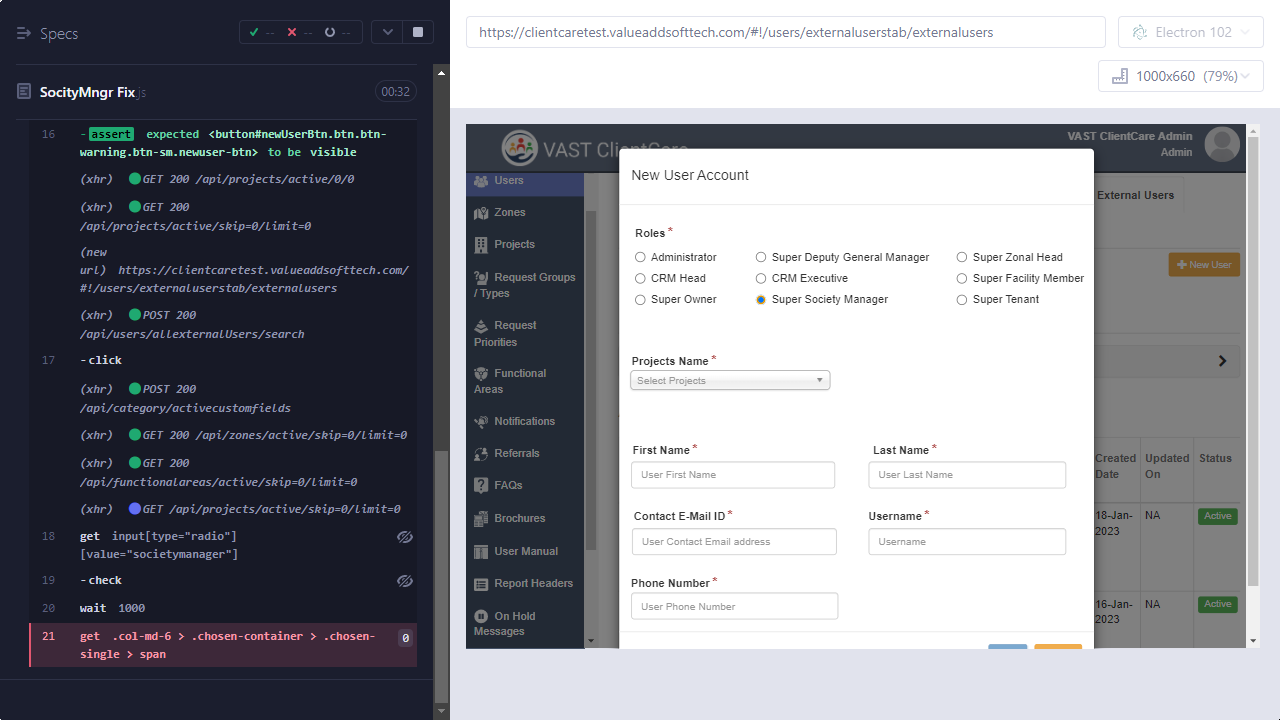 Specs
--
--
--
https://clientcaretest.valueaddsofttech.com/#!/users/externaluserstab/externalusers
Electron 102
1000x660 (79%)
SocityMngr Fix.js
00:32
16 -assert expected <button#newUserBtn.btn.btn-
warning.btn-sm.newuser-btn> to be visible
(xhr) GET 200 /api/projects/active/0/0
(xhr) GET 200
/api/projects/active/skip=0/limit=0
(new
url) https://clientcaretest.valueaddsofttech.com/
#!/users/externaluserstab/externalusers
(xhr) POST 200
/api/users/allexternalUsers/search
17 -click
(xhr) POST 200
/api/category/activecustomfields
(xhr) GET 200 /api/zones/active/skip=0/limit=0
(xhr) GET 200
/api/functionalareas/active/skip=0/limit=0
(xhr) GET /api/projects/active/skip=0/limit=0
18 get input[type="radio"]
[value="societymanager"]
19 -check
20 wait 1000
21 get .col-md-6 > .chosen-container > .chosen-
single > span
0
VAST ClientCare
VAST ClientCare Admin
Admin
Users
Zones
Projects
Request Groups
/ Types
Request
Priorities
Functional
Areas
Notifications
Referrals
FAQs
Brochures
User Manual
Report Headers
On Hold
Messages
New User Account
Roles *
Administrator
Super Deputy General Manager
Super Zonal Head
CRM Head
CRM Executive
Super Facility Member
Super Owner
Super Society Manager
Super Tenant
Projects Name *
Select Projects
First Name *
Last Name *
User First Name
User Last Name
Contact E-Mail ID *
Username *
User Contact Email address
Username
Phone Number *
User Phone Number
External Users
New User
Created
Date
Updated
On
Status
18-Jan-
2023
NA
Active
16-Jan-
2023
NA
Active